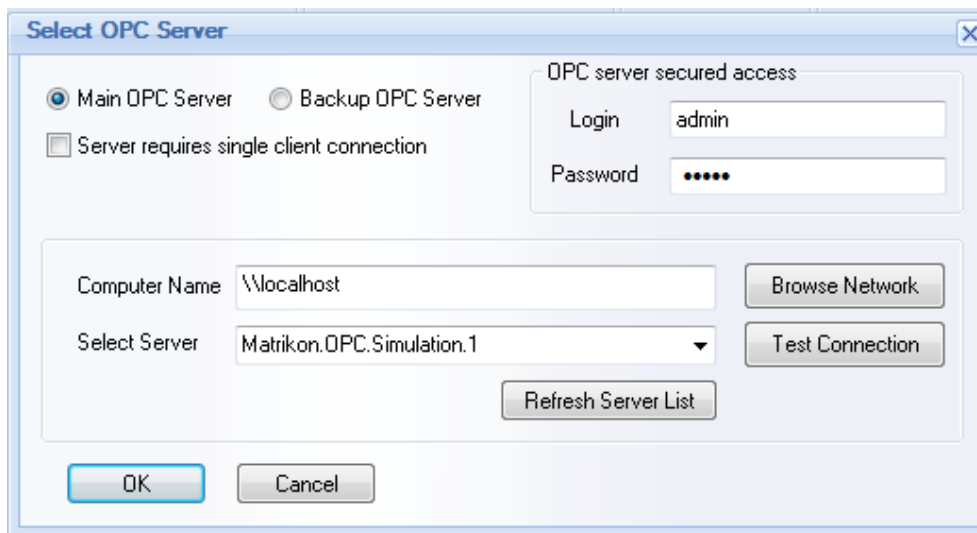 Select OPC Server
Main OPC Server
Backup OPC Server
Server requires single client connection
OPC server secured access
Login
admin
Password
•••••
Computer Name
\\localhost
Browse Network
Select Server
Matrikon.OPC.Simulation.1
Test Connection
Refresh Server List
OK
Cancel